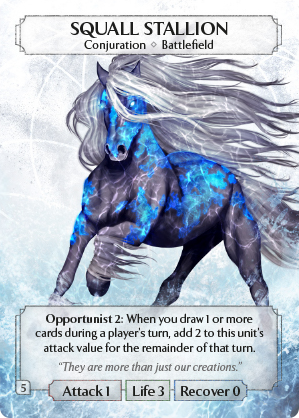 SQUALL STALLION
Conjuration ⋄ Battlefield
Opportunist 2: When you draw 1 or more
cards during a player's turn, add 2 to this unit's
attack value for the remainder of that turn.
"They are more than just our creations."
5
Attack 1 Life 3 Recover 0